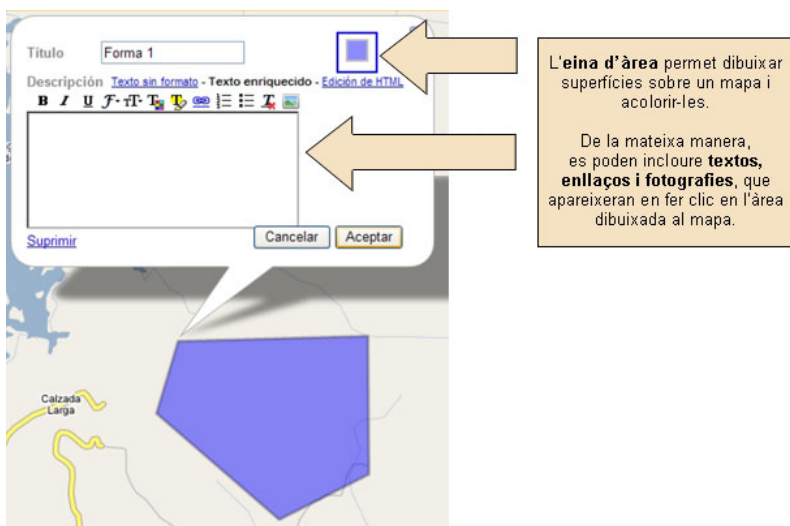 Título Forma 1
Descripción Texto sin formato - Texto enriquecido - Edición de HTML
B I U
Suprimir
Cancelar Aceptar
Calzada
Larga
L'eina d'àrea permet dibuixar
superfícies sobre un mapa i
acolorir-les.
De la mateixa manera,
es poden incloure textos,
enllaços i fotografies, que
apareixeran en fer clic en l'àrea
dibuixada al mapa.